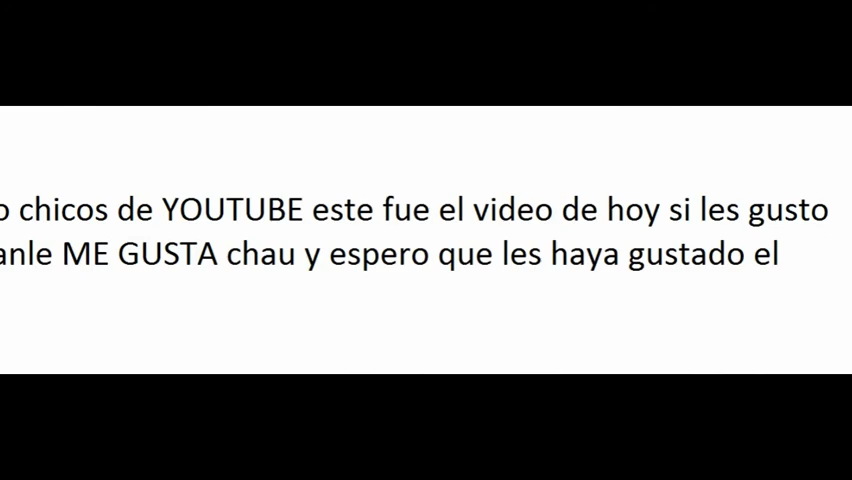 chicos de YOUTUBE este fue el video de hoy si les gusto
ME GUSTA chau y espero que les haya gustado el